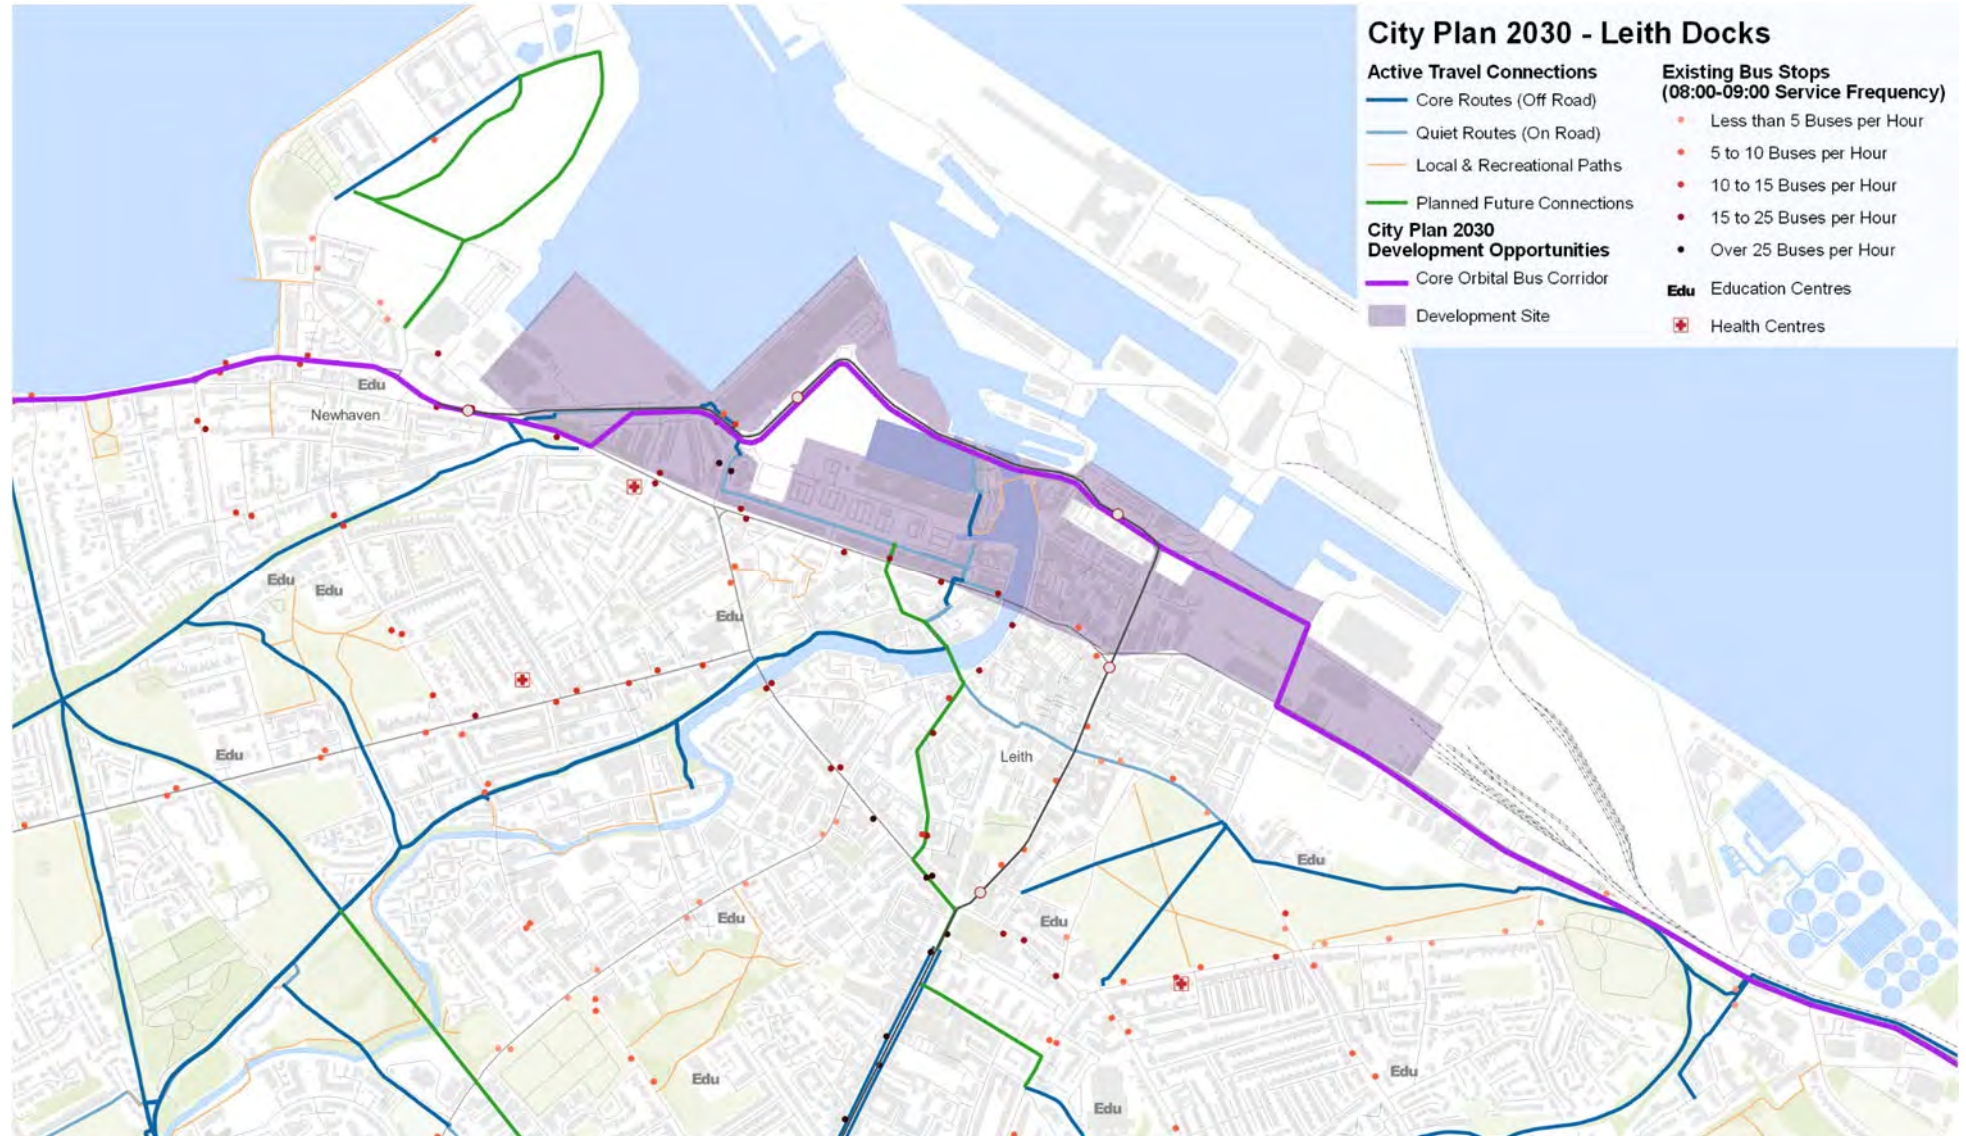 City Plan 2030 - Leith Docks
Active Travel Connections
Core Routes (Off Road)
Quiet Routes (On Road)
Local & Recreational Paths
Planned Future Connections
City Plan 2030
Development Opportunities
Core Orbital Bus Corridor
Development Site
Existing Bus Stops
(08:00-09:00 Service Frequency)
Less than 5 Buses per Hour
5 to 10 Buses per Hour
10 to 15 Buses per Hour
15 to 25 Buses per Hour
Over 25 Buses per Hour
Edu Education Centres
Health Centres
Edu
Newhaven
Edu
Edu
Edu
Edu
Leith
Edu
Edu
Edu
Edu
Edu
Edu